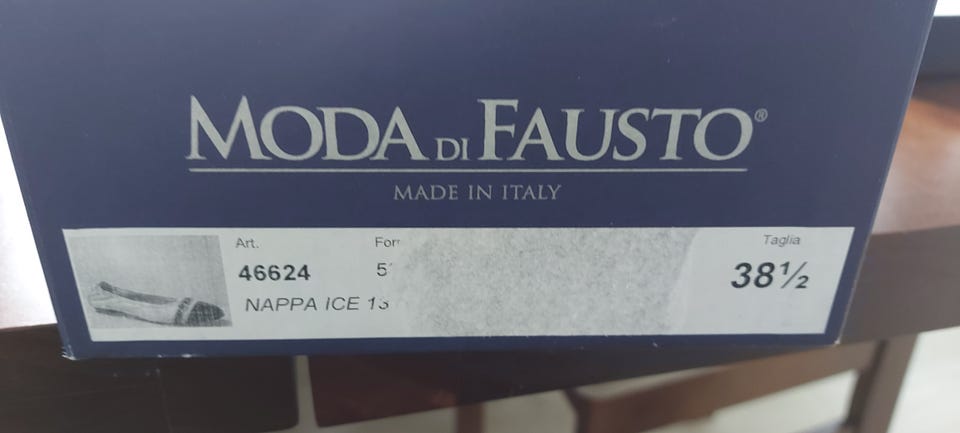 MODA DI FAUSTO®
MADE IN ITALY
Art.
Taglia
46624
38½
NAPPA ICE